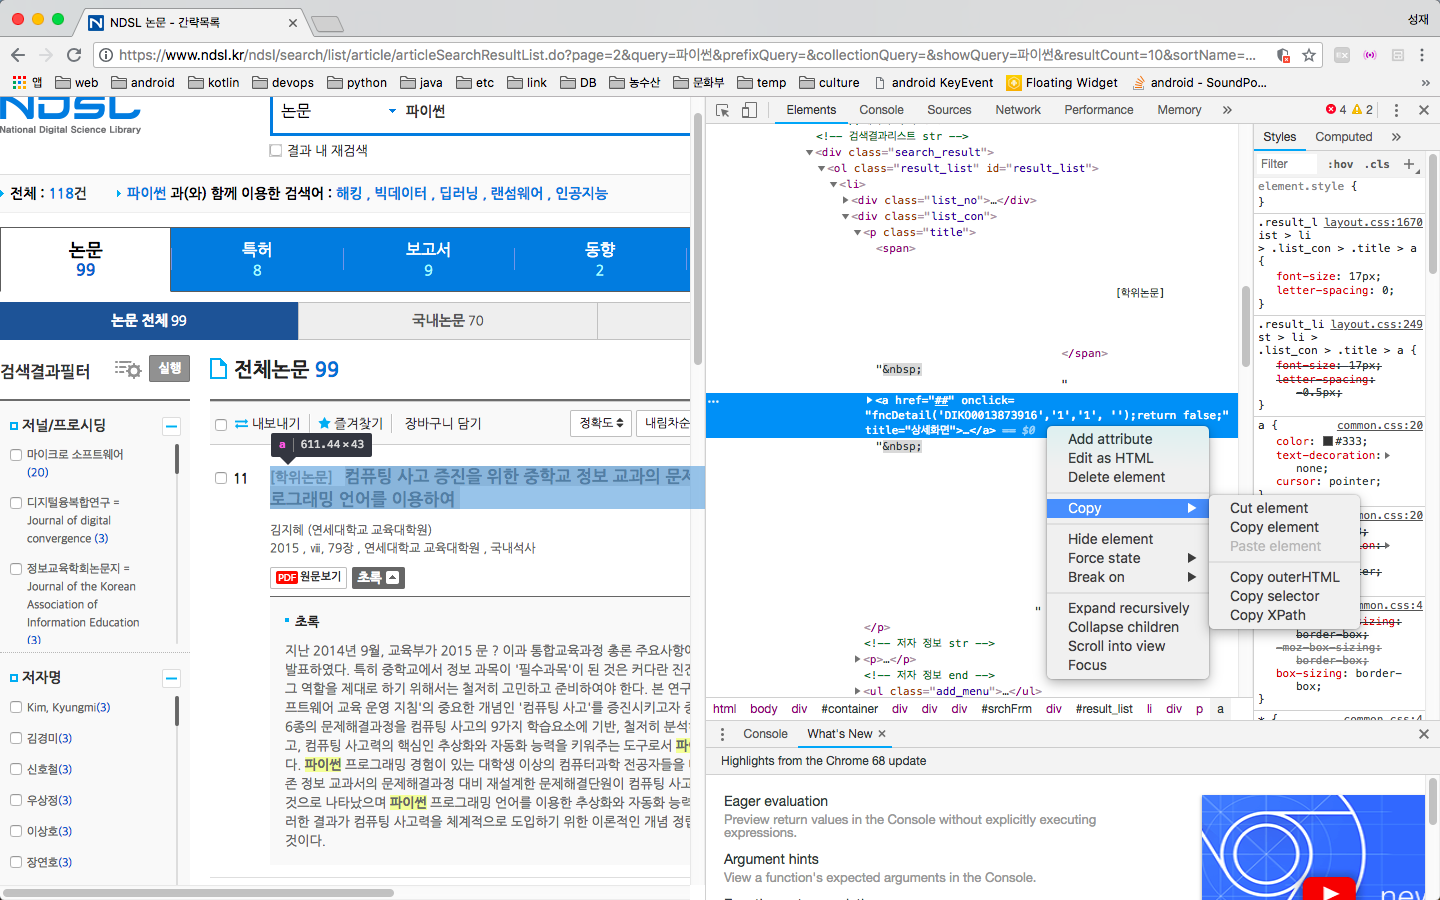 NDSL 논문 - 간략목록
성재
https://www.ndsl.kr/ndsl/search/list/article/articleSearchResultList.do?page=2&query=파이썬&prefixQuery=&collectionQuery=&showQuery=파이썬&resultCount=10&sortName=...
앱 web android kotlin devops python java etc link DB 농수산 문화부 temp culture android KeyEvent Floating Widget android - SoundPo... »
NDSL
National Digital Science Library
논문 파이썬
결과 내 재검색
전체 : 118건 파이썬 과(와) 함께 이용한 검색어 : 해킹 , 빅데이터 , 딥러닝 , 랜섬웨어 , 인공지능
논문 특허 보고서 동향
99 8 9 2
논문 전체 99 국내논문 70
검색결과필터 실행
전체논문 99
저널/프로시딩
마이크로 소프트웨어
(20)
디지털융복합연구 =
Journal of digital
convergence (3)
정보교육학회논문지 =
Journal of the Korean
Association of
Information Education
(3)
저자명
Kim, Kyungmi(3)
김경미(3)
신호철(3)
우상정(3)
이상호(3)
장연호(3)
내보내기 즐겨찾기 장바구니 담기 정확도 내림차순
a 611.44 × 43
11 [학위논문] 컴퓨팅 사고 증진을 위한 중학교 정보 교과의 문제
로그래밍 언어를 이용하여
김지혜 (연세대학교 교육대학원)
2015 , ⅷ, 79장 , 연세대학교 교육대학원 , 국내석사
PDF 원문보기 초록
초록
지난 2014년 9월, 교육부가 2015 문 ? 이과 통합교육과정 총론 주요사항이
발표하였다. 특히 중학교에서 정보 과목이 '필수과목'이 된 것은 커다란 진전
그 역할을 제대로 하기 위해서는 철저히 고민하고 준비하여야 한다. 본 연구
프트웨어 교육 운영 지침'의 중요한 개념인 '컴퓨팅 사고'를 증진시키고자 중
6종의 문제해결과정을 컴퓨팅 사고의 9가지 학습요소에 기반, 철저히 분석하
고, 컴퓨팅 사고력의 핵심인 추상화와 자동화 능력을 키워주는 도구로서 파이
다. 파이썬 프로그래밍 경험이 있는 대학생 이상의 컴퓨터과학 전공자들을
존 정보 교과서의 문제해결과정 대비 재설계한 문제해결단원이 컴퓨팅 사고
것으로 나타났으며 파이썬 프로그래밍 언어를 이용한 추상화와 자동화 능력
러한 결과가 컴퓨팅 사고력을 체계적으로 도입하기 위한 이론적인 개념 정립
것이다.
Elements Console Sources Network Performance Memory » 4 2
<!-- 검색결과리스트 str -->
<div class="search_result">
<ol class="result_list" id="result_list">
<li>
<div class="list_no">…</div>
<div class="list_con">
<p class="title">
<span>
[학위논문]
</span>
"&nbsp;
"
<a href="##" onclick=
"fncDetail('DIKO0013873916','1','1', '');return false;"
title="상세화면">…</a> == $0
"&nbsp;
"
</p>
<!-- 저자 정보 str -->
<p>…</p>
<!-- 저자 정보 end -->
<ul class="add_menu">…</ul>
html body div #container div div div #srchFrm div #result_list li div p a
Add attribute
Edit as HTML
Delete element
Copy
Hide element
Force state
Break on
Expand recursively
Collapse children
Scroll into view
Focus
Cut element
Copy element
Paste element
Copy outerHTML
Copy selector
Copy XPath
Styles Computed »
Filter :hov .cls +
element.style {
}
.result_l layout.css:1670
ist > li
> .list_con > .title > a
{
font-size: 17px;
letter-spacing: 0;
}
.result_li layout.css:249
st > li >
.list_con > .title > a {
font-size: 17px;
letter-spacing:
-0.5px;
}
a { common.css:20
color: #333;
text-decoration:
none;
cursor: pointer;
}
common.css:20
common.css:4
border-box;
-moz-box-sizing:
border-box;
box-sizing: border-
box;
}
* { common.css:4
Console What's New ×
Highlights from the Chrome 68 update
Eager evaluation
Preview return values in the Console without explicitly executing
expressions.
Argument hints
View a function's expected arguments in the Console.
new